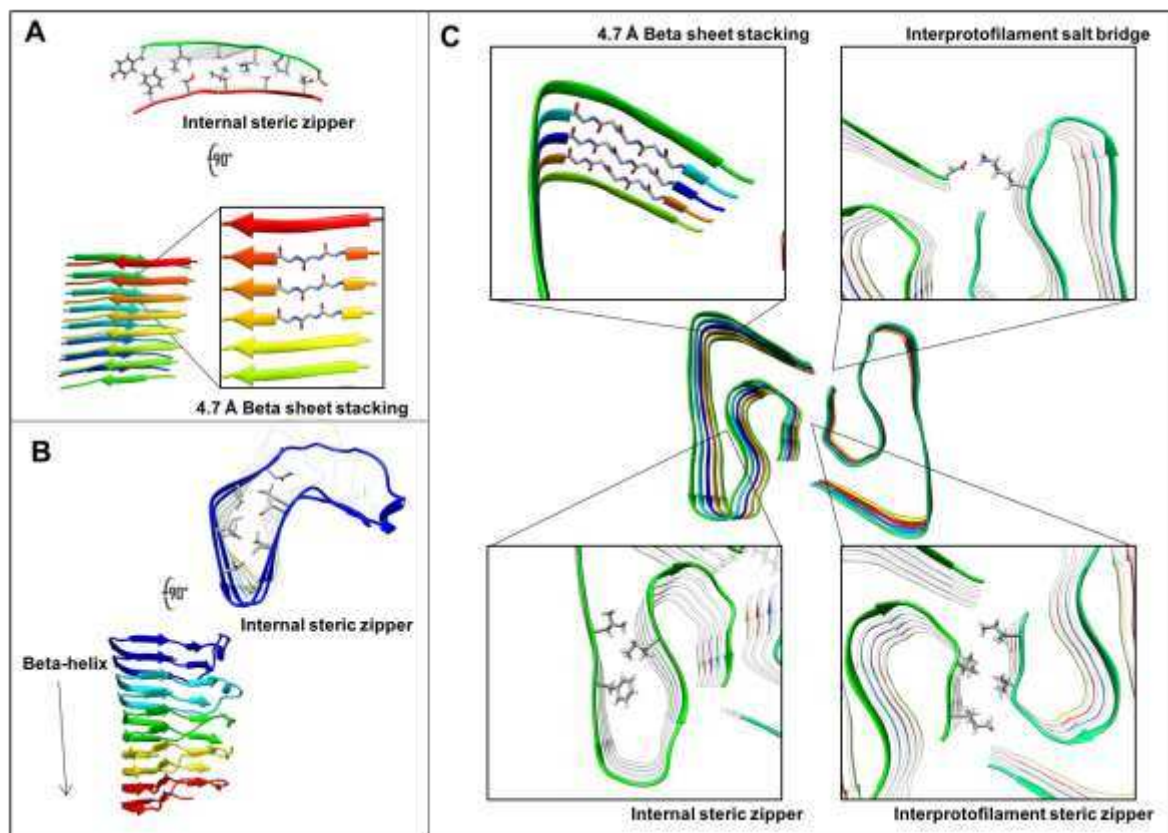 A
Internal steric zipper
90°
4.7 Å Beta sheet stacking
B
90°
Internal steric zipper
Beta-helix
C
4.7 Å Beta sheet stacking
Interprotofilament salt bridge
Internal steric zipper
Interprotofilament steric zipper